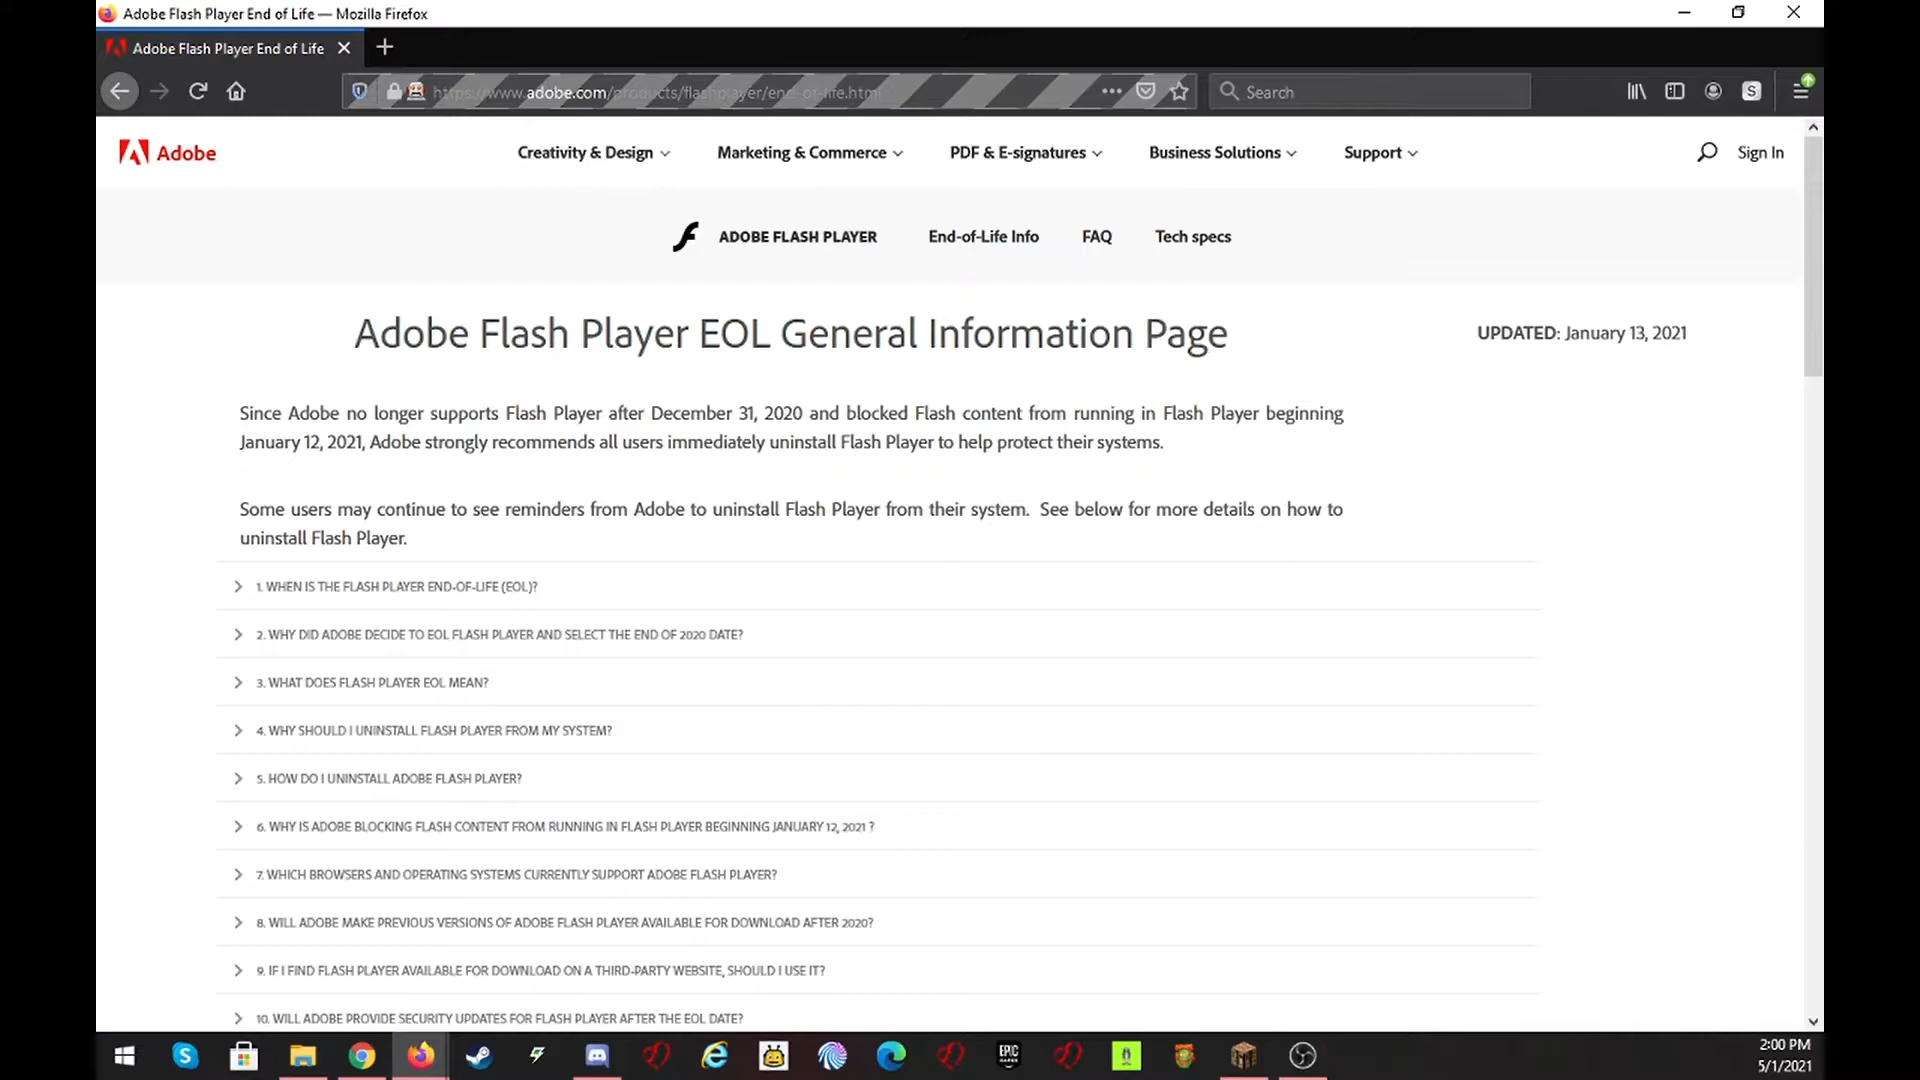 Adobe Flash Player End of Life — Mozilla Firefox
Adobe Flash Player End of Life
https://www.adobe.com/products/flashplayer/end-of-life.html
Search
Adobe
Creativity & Design
Marketing & Commerce
PDF & E-signatures
Business Solutions
Support
Sign In
ADOBE FLASH PLAYER
End-of-Life Info
FAQ
Tech specs
Adobe Flash Player EOL General Information Page
UPDATED: January 13, 2021
Since Adobe no longer supports Flash Player after December 31, 2020 and blocked Flash content from running in Flash Player beginning
January 12, 2021, Adobe strongly recommends all users immediately uninstall Flash Player to help protect their systems.
Some users may continue to see reminders from Adobe to uninstall Flash Player from their system. See below for more details on how to
uninstall Flash Player.
1. WHEN IS THE FLASH PLAYER END-OF-LIFE (EOL)?
2. WHY DID ADOBE DECIDE TO EOL FLASH PLAYER AND SELECT THE END OF 2020 DATE?
3. WHAT DOES FLASH PLAYER EOL MEAN?
4. WHY SHOULD I UNINSTALL FLASH PLAYER FROM MY SYSTEM?
5. HOW DO I UNINSTALL ADOBE FLASH PLAYER?
6. WHY IS ADOBE BLOCKING FLASH CONTENT FROM RUNNING IN FLASH PLAYER BEGINNING JANUARY 12, 2021 ?
7. WHICH BROWSERS AND OPERATING SYSTEMS CURRENTLY SUPPORT ADOBE FLASH PLAYER?
8. WILL ADOBE MAKE PREVIOUS VERSIONS OF ADOBE FLASH PLAYER AVAILABLE FOR DOWNLOAD AFTER 2020?
9. IF I FIND FLASH PLAYER AVAILABLE FOR DOWNLOAD ON A THIRD-PARTY WEBSITE, SHOULD I USE IT?
10. WILL ADOBE PROVIDE SECURITY UPDATES FOR FLASH PLAYER AFTER THE EOL DATE?
EPIC
GAMES
2:00 PM
5/1/2021